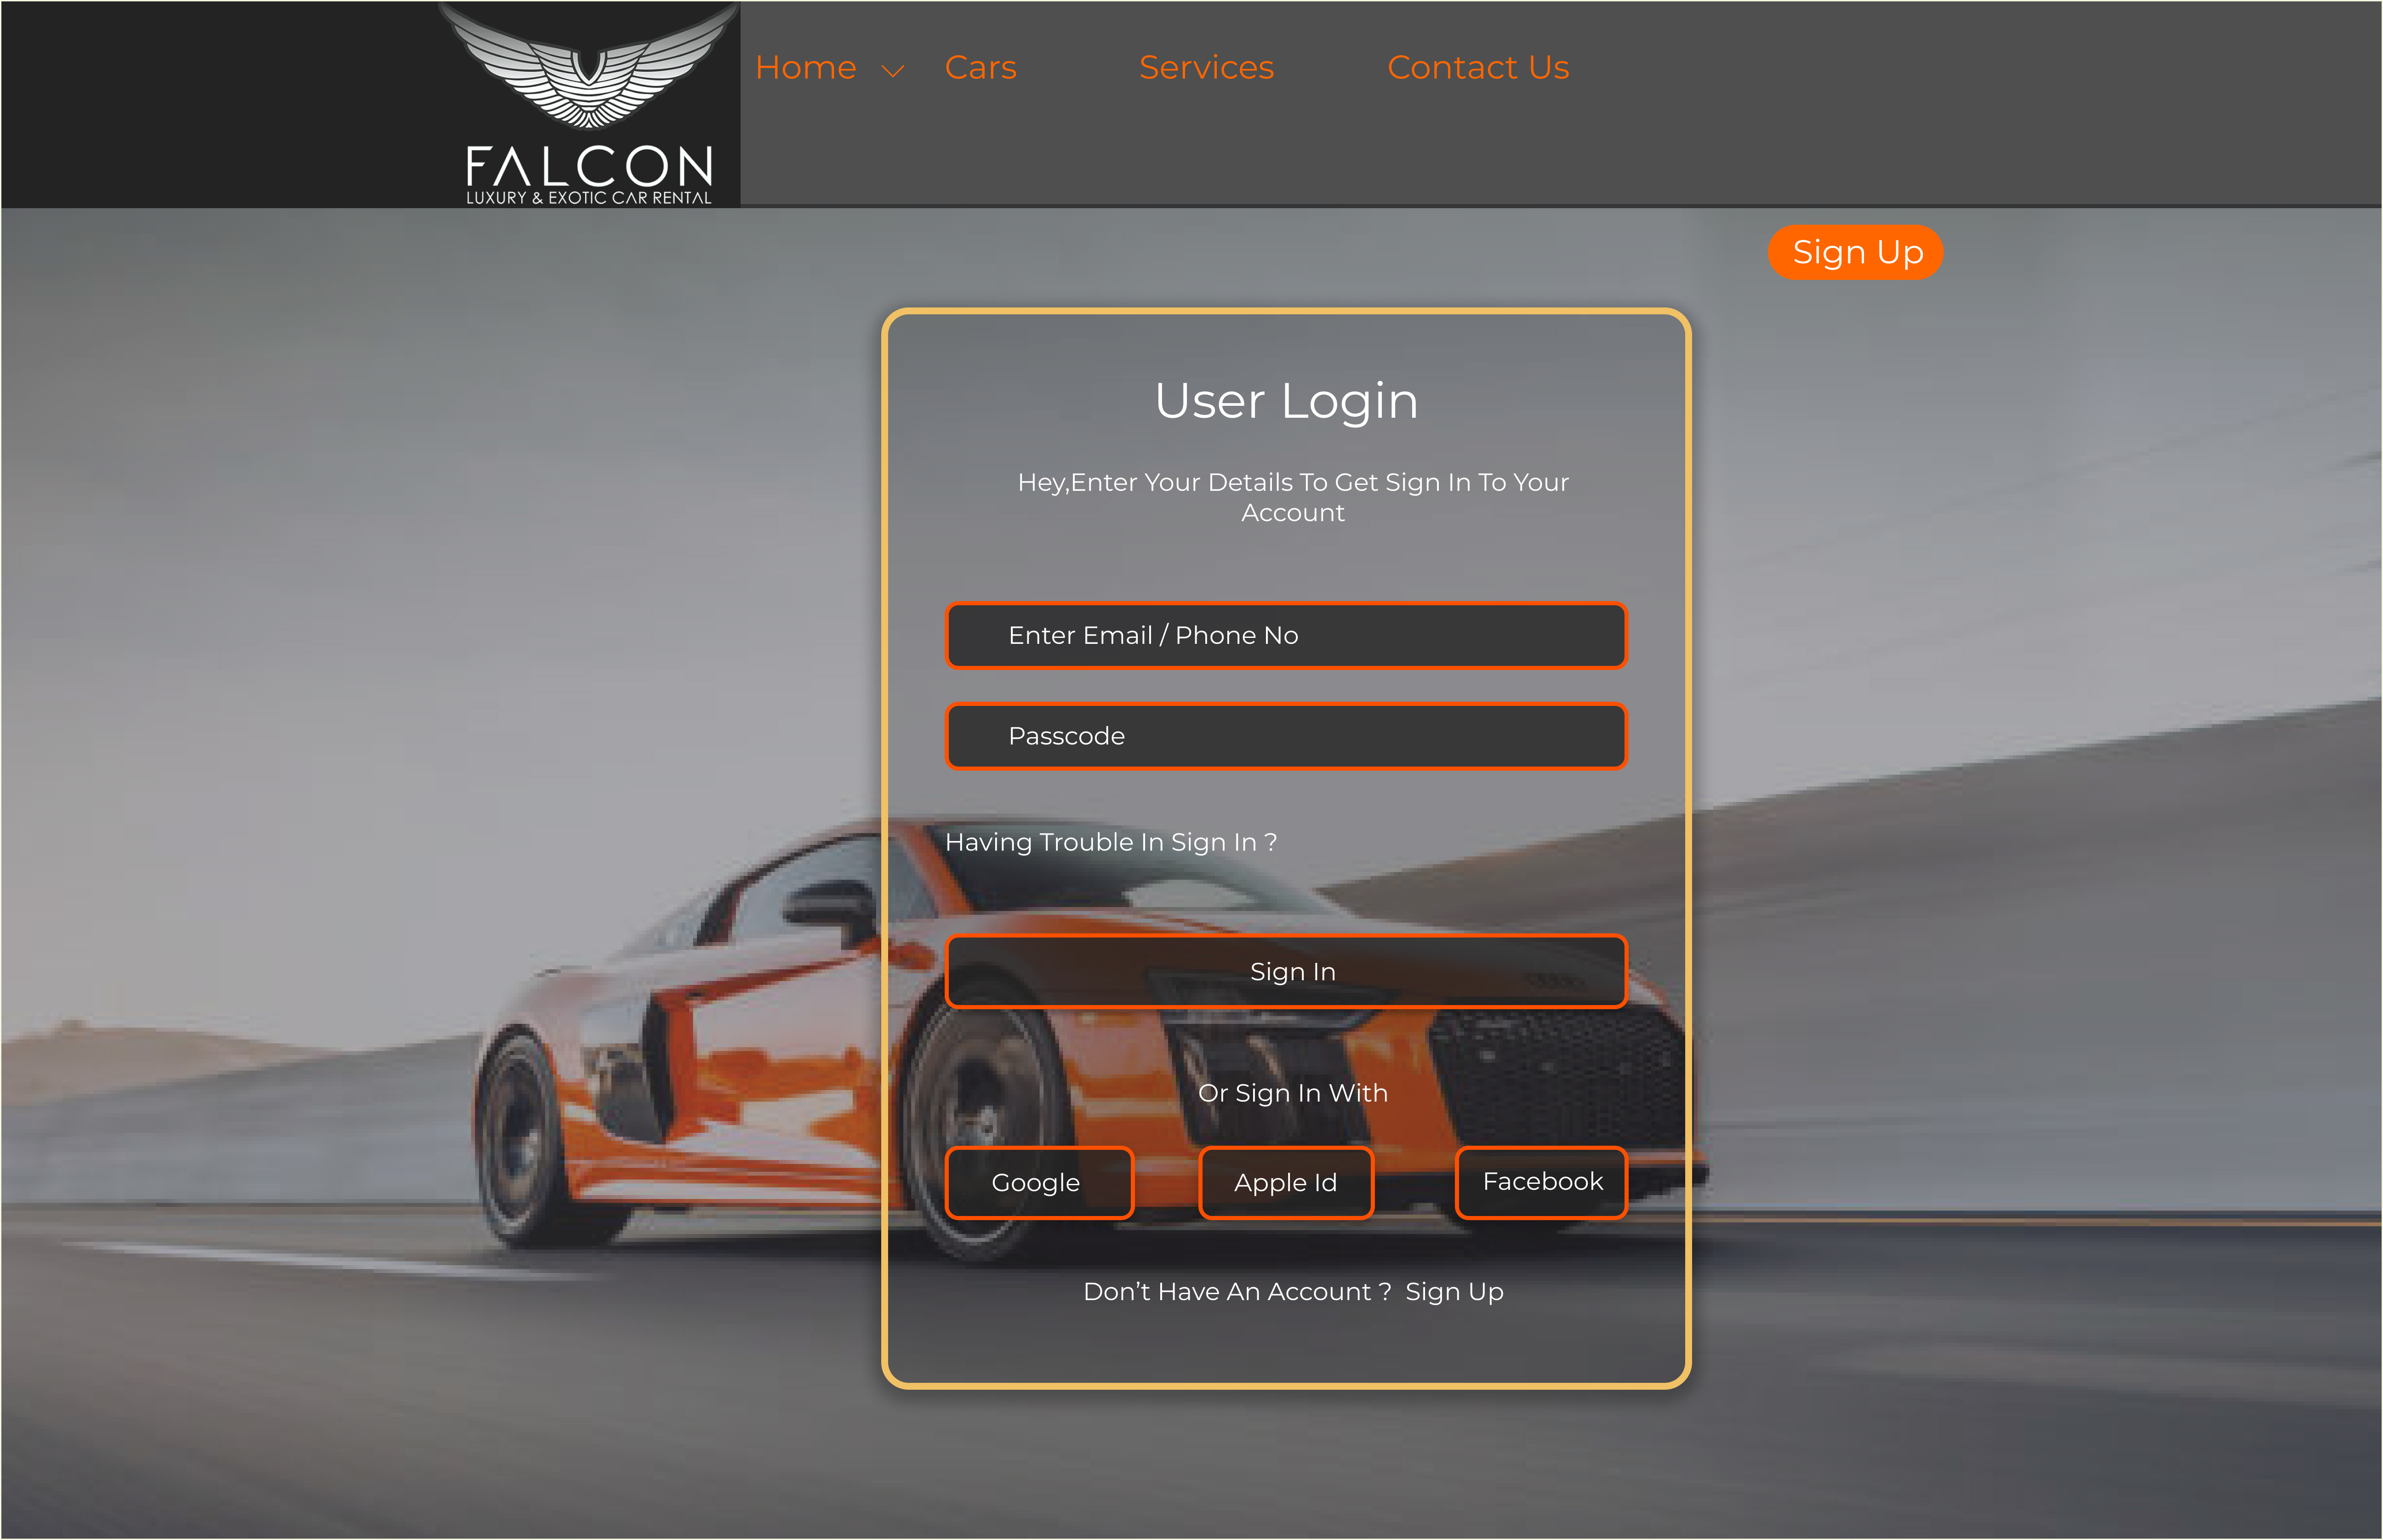 Home Cars Services Contact Us
FALCON
LUXURY & EXOTIC CAR RENTAL
Sign Up
User Login
Hey,Enter Your Details To Get Sign In To Your
Account
Enter Email / Phone No
Passcode
Having Trouble In Sign In ?
Sign In
Or Sign In With
Google Apple Id Facebook
Don’t Have An Account ? Sign Up